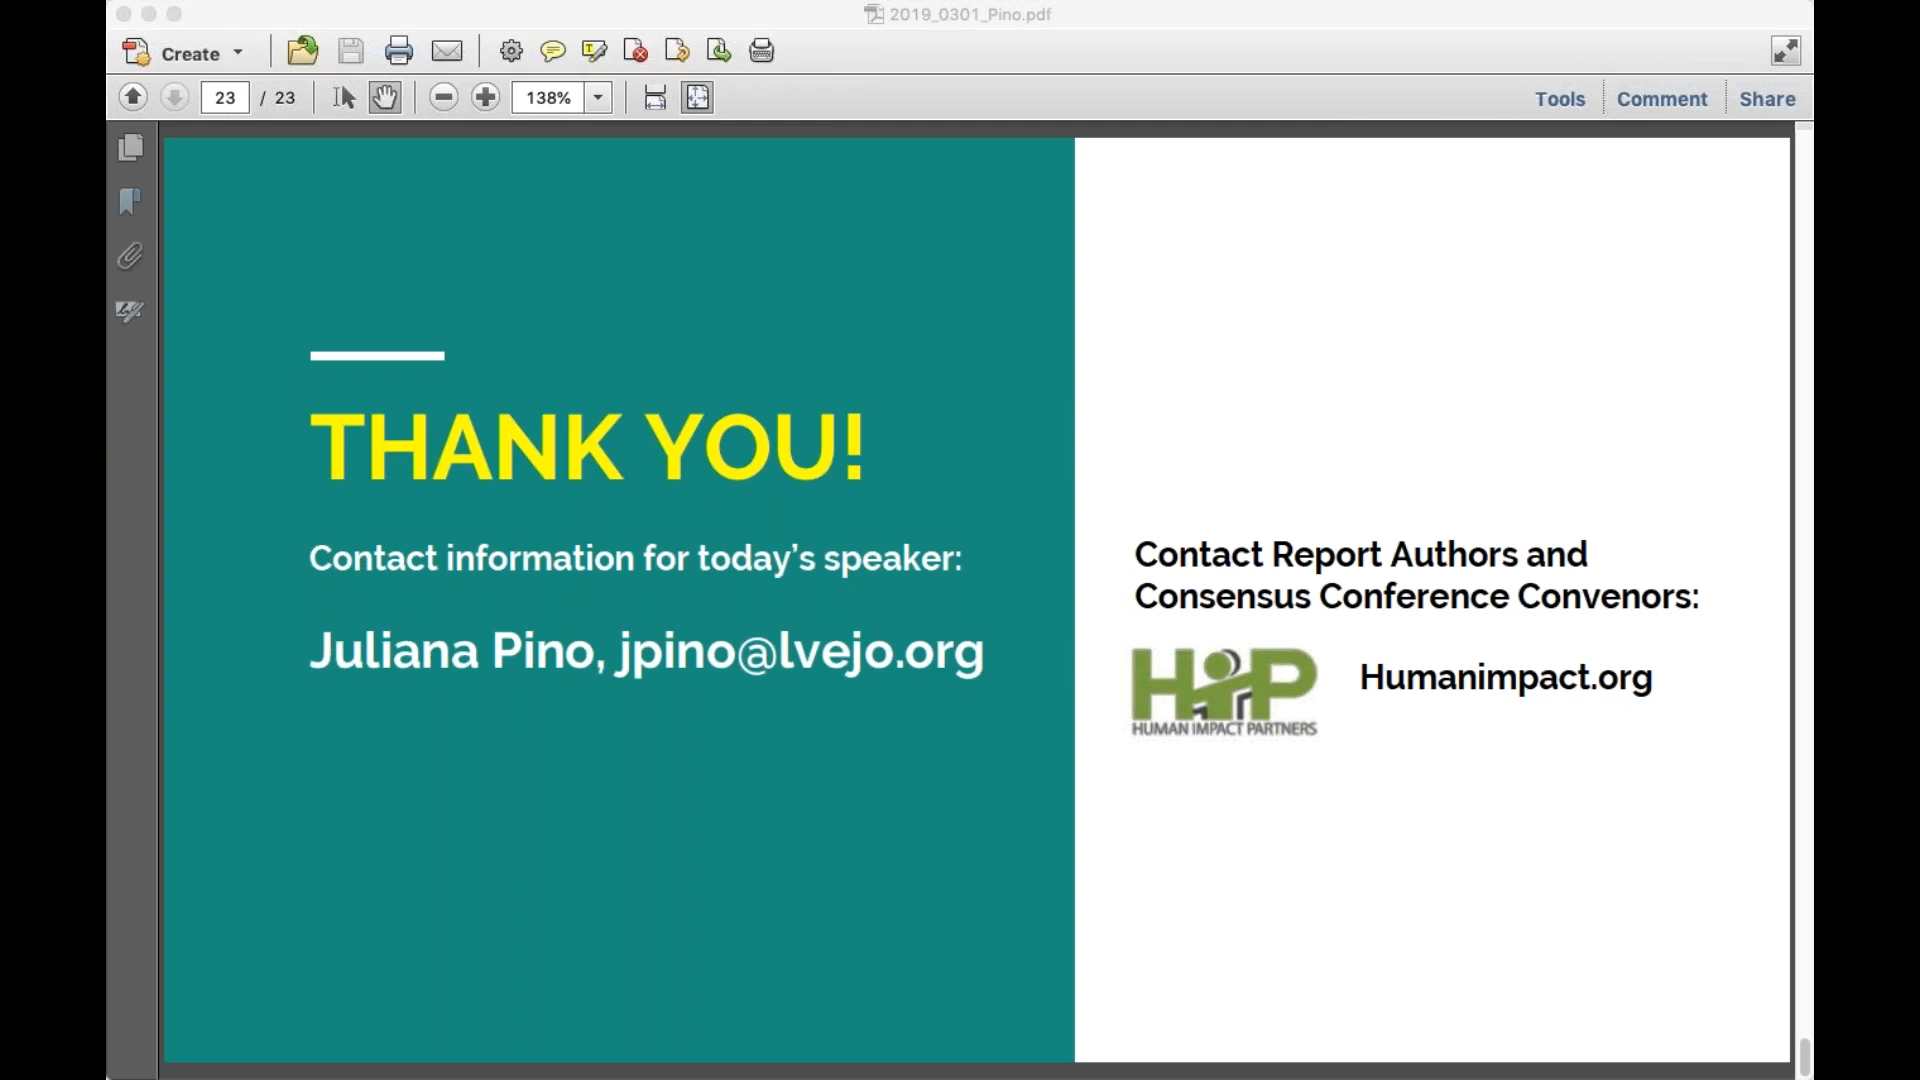 2019_0301_Pino.pdf
Create
23 / 23
138%
Tools
Comment
Share
THANK YOU!
Contact information for today’s speaker:
Juliana Pino, jpino@lvejo.org
Contact Report Authors and
Consensus Conference Convenors:
HIP
HUMAN IMPACT PARTNERS
Humanimpact.org